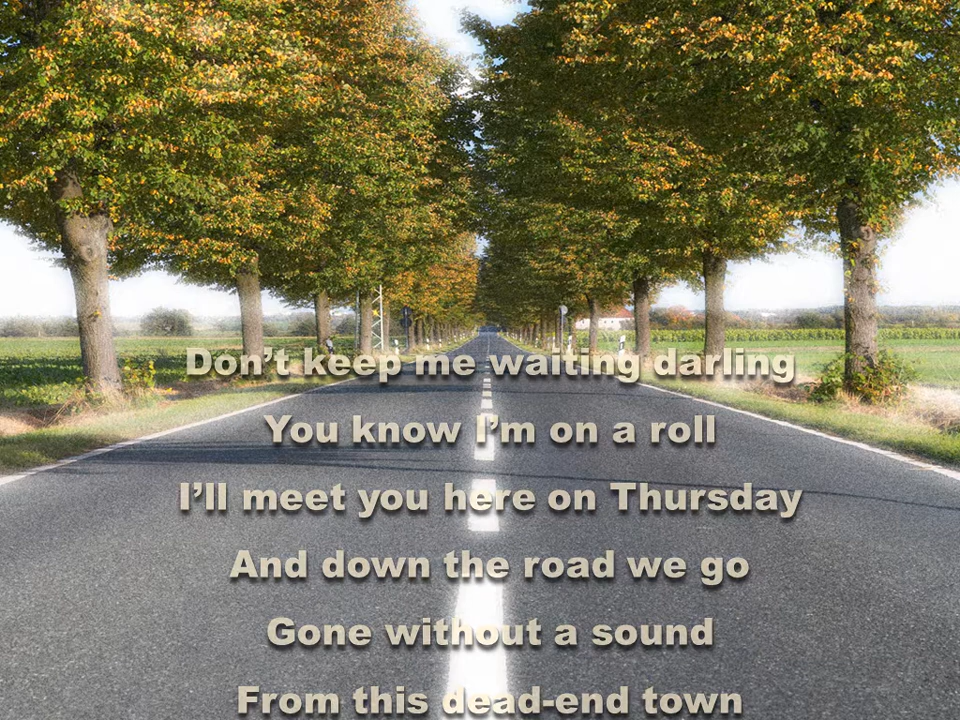 Don’t keep me waiting darling
You know I’m on a roll
I’ll meet you here on Thursday
And down the road we go
Gone without a sound
From this dead-end town